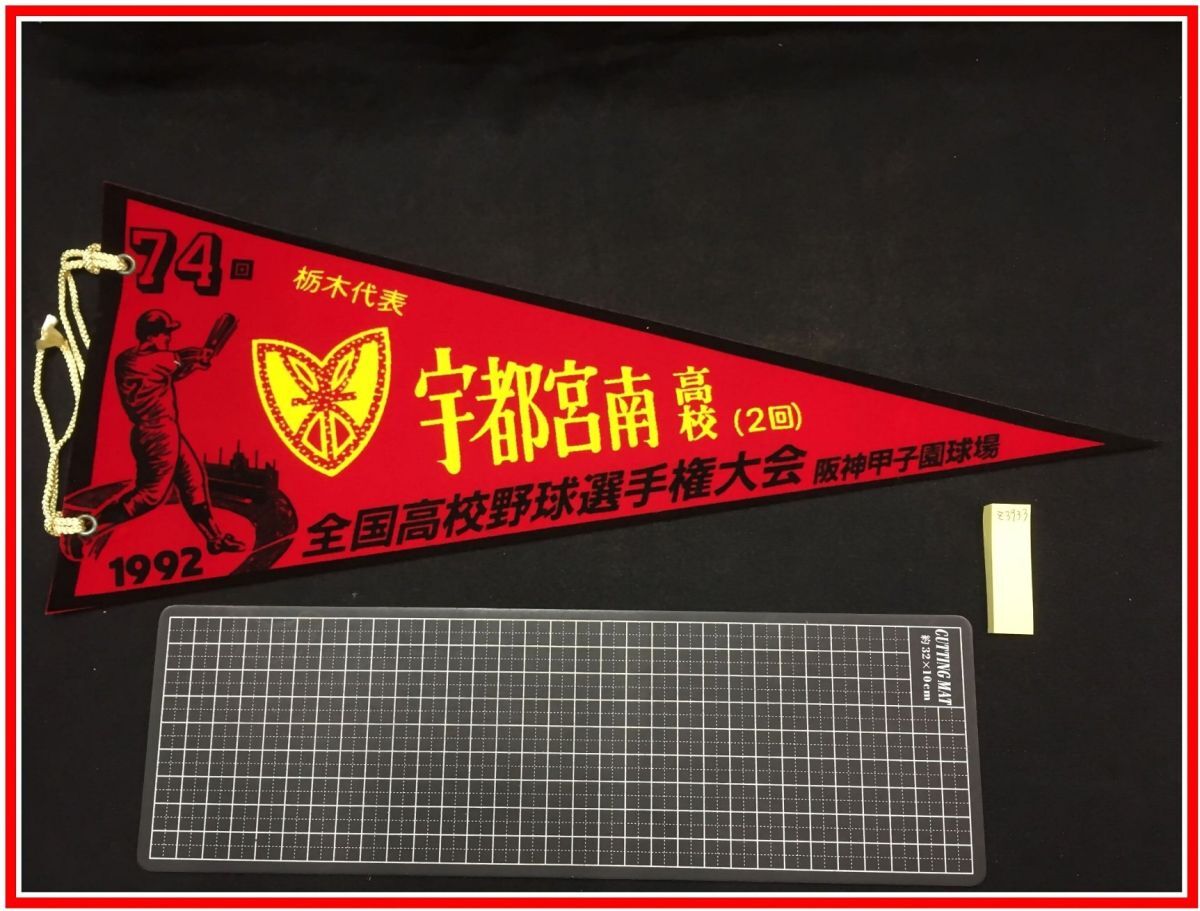 74回
栃木代表
宇都宮南高校(2回)
全国高校野球選手権大会 阪神甲子園球場
1992
Z3933
CUTTING MAT
約32×10cm